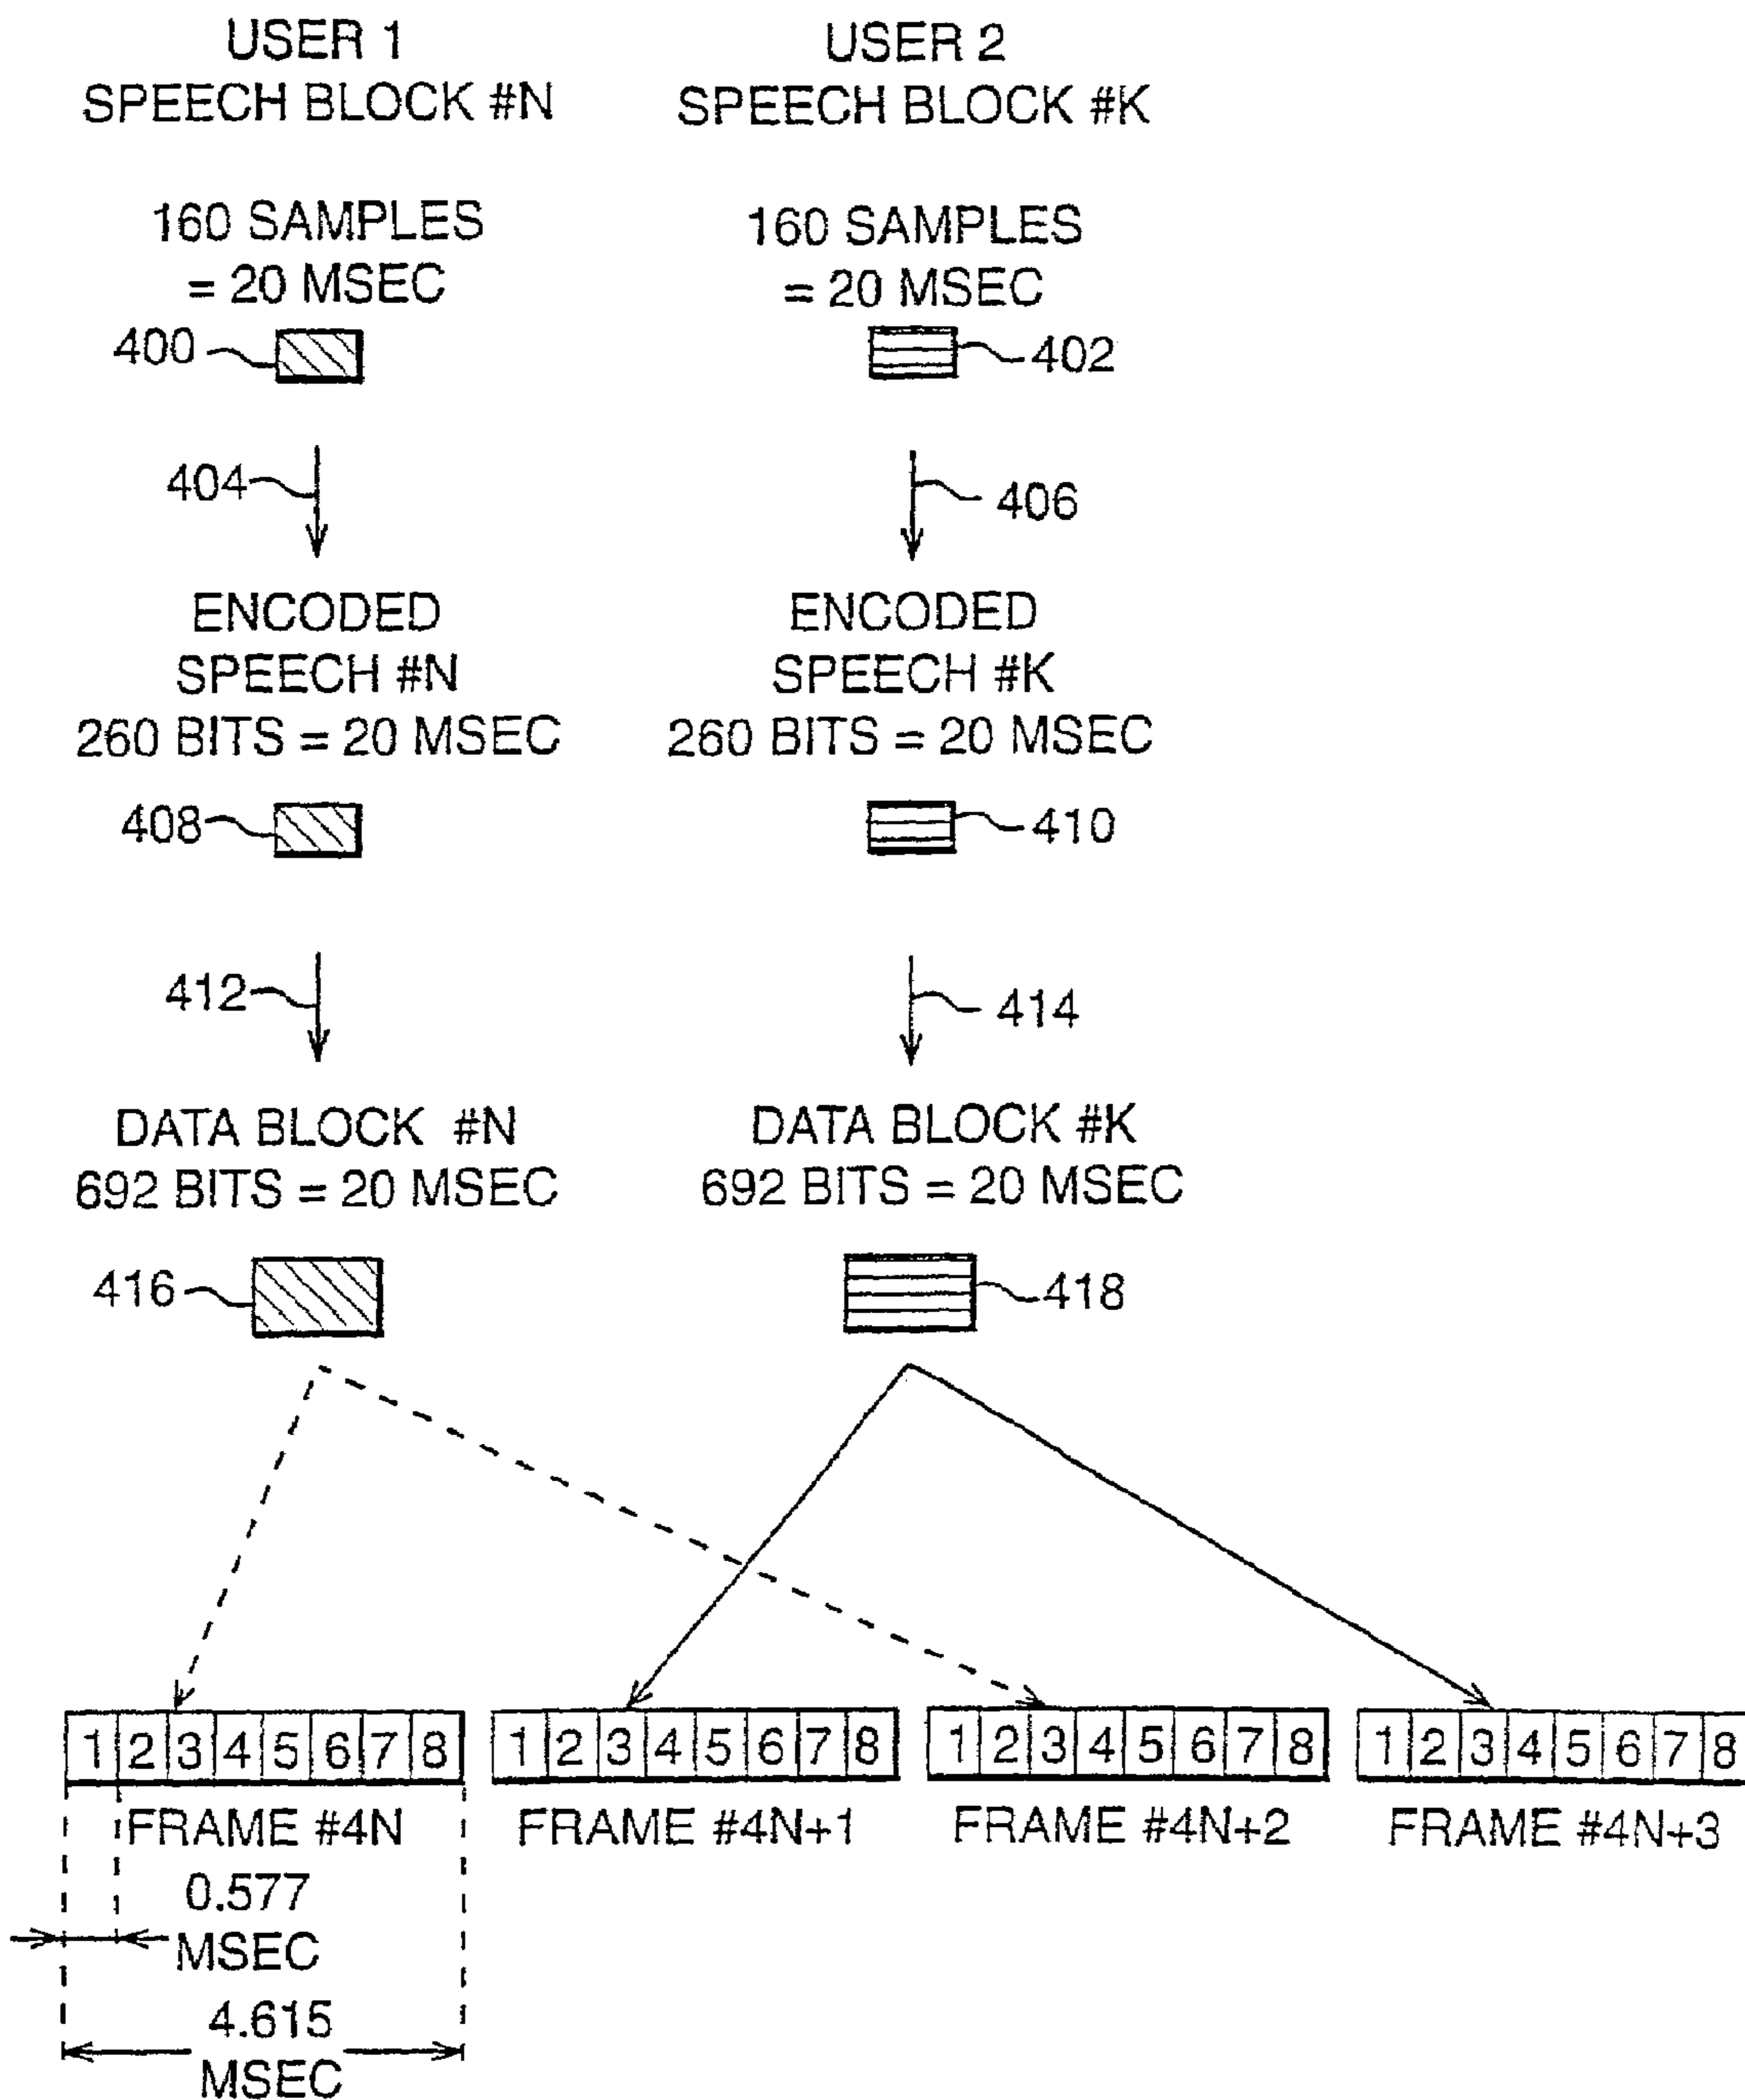 USER 1
SPEECH BLOCK #N
USER 2
SPEECH BLOCK #K
160 SAMPLES
= 20 MSEC
160 SAMPLES
= 20 MSEC
400
402
404
406
ENCODED
SPEECH #N
260 BITS = 20 MSEC
ENCODED
SPEECH #K
260 BITS = 20 MSEC
408
410
412
414
DATA BLOCK #N
692 BITS = 20 MSEC
DATA BLOCK #K
692 BITS = 20 MSEC
416
418
1 2 3 4 5 6 7 8
1 2 3 4 5 6 7 8
1 2 3 4 5 6 7 8
1 2 3 4 5 6 7 8
FRAME #4N
FRAME #4N+1
FRAME #4N+2
FRAME #4N+3
0.577
MSEC
4.615
MSEC